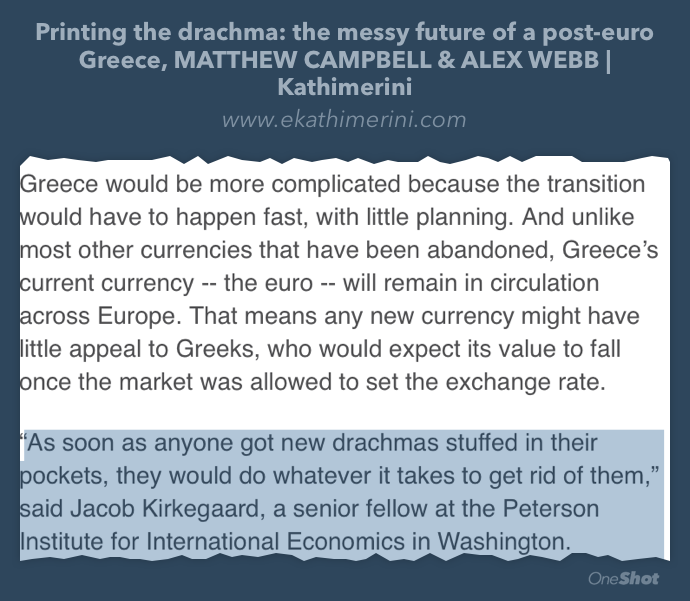 Printing the drachma: the messy future of a post-euro
Greece, MATTHEW CAMPBELL & ALEX WEBB |
Kathimerini
www.ekathimerini.com
Greece would be more complicated because the transition
would have to happen fast, with little planning. And unlike
most other currencies that have been abandoned, Greece’s
current currency -- the euro -- will remain in circulation
across Europe. That means any new currency might have
little appeal to Greeks, who would expect its value to fall
once the market was allowed to set the exchange rate.
“As soon as anyone got new drachmas stuffed in their
pockets, they would do whatever it takes to get rid of them,”
said Jacob Kirkegaard, a senior fellow at the Peterson
Institute for International Economics in Washington.
OneShot